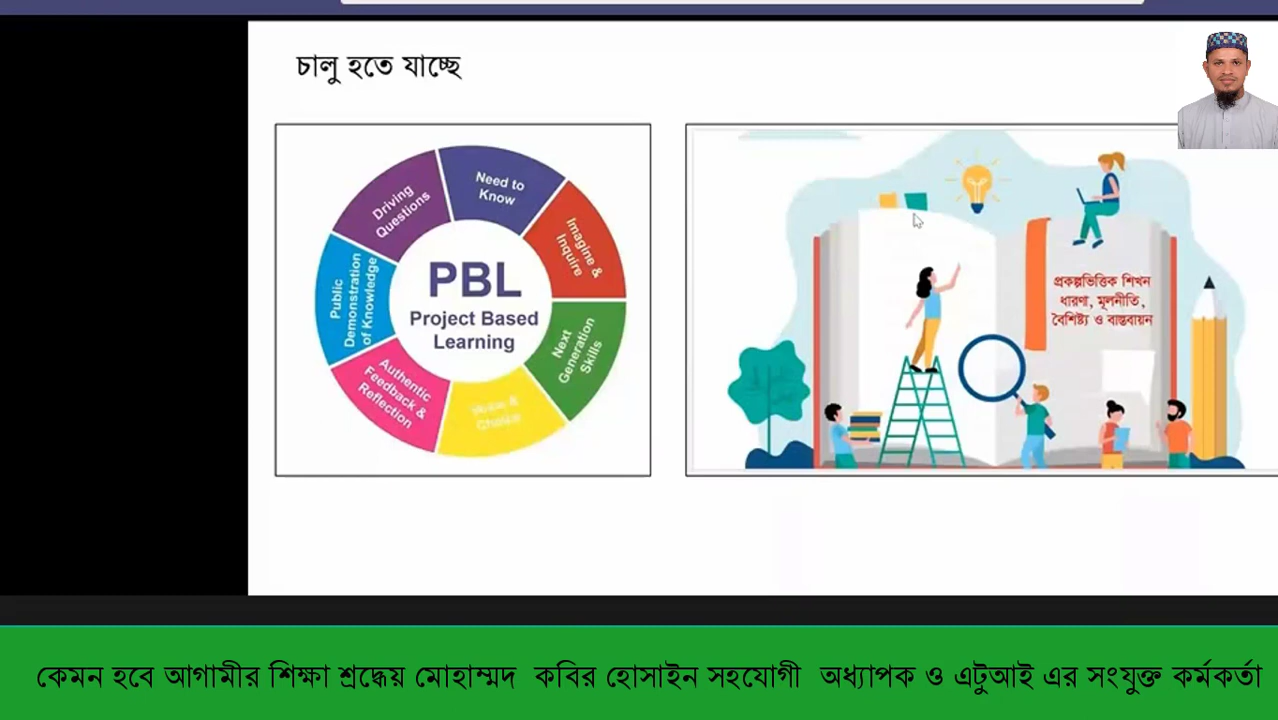 চালু হতে যাচ্ছে
Need to
Know
Imagine &
Inquire
Next
Generation
Skills
Voice &
Choice
Authentic
Feedback &
Reflection
Public
Demonstration
of Knowledge
Driving
Questions
PBL
Project Based
Learning
প্রকল্পভিত্তিক শিখন
ধারণা, মূলনীতি,
বৈশিষ্ট্য ও বাস্তবায়ন
কেমন হবে আগামীর শিক্ষা শ্রদ্ধেয় মোহাম্মদ কবির হোসাইন সহযোগী অধ্যাপক ও এটুআই এর সংযুক্ত কর্মকর্তা